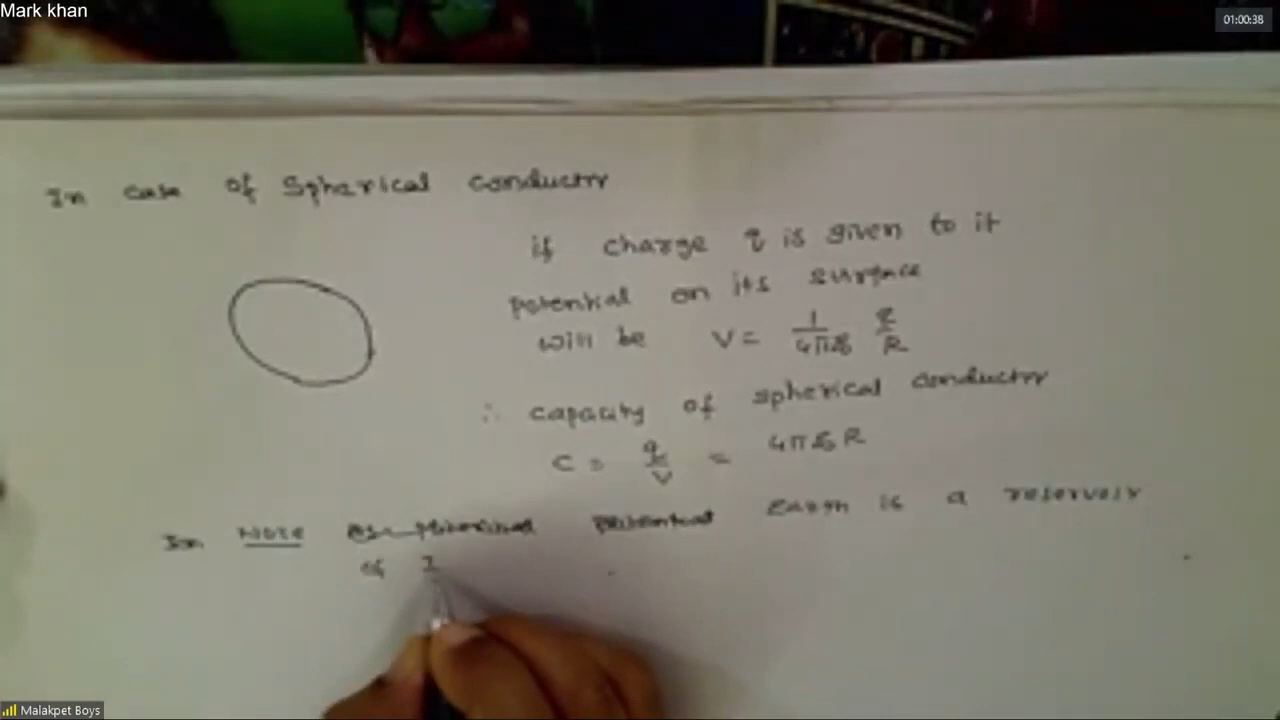 Mark khan
01:00:38
In case of Spherical conductor
if charge q is given to it
potential on its surface
will be V = 1/4π𝜀₀ q/R
∴ capacity of spherical conductor
C = q/V = 4π𝜀₀ R
In Note potential Earth is a reservoir
of I
Malakpet Boys